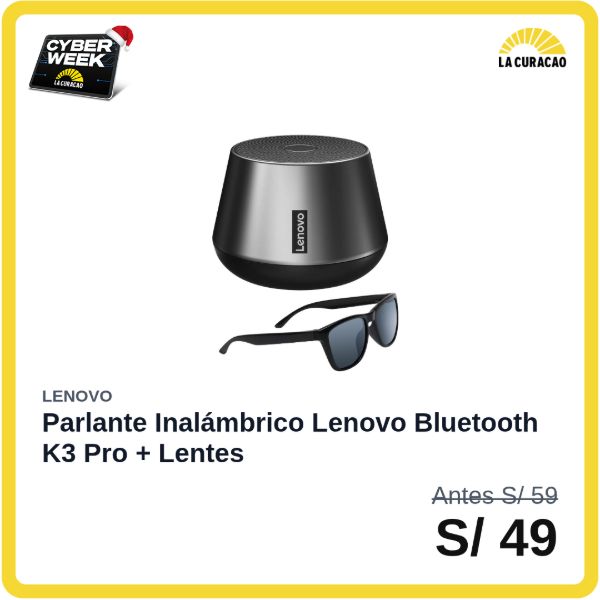 CYBER
WEEK
LA CURACAO
LA CURACAO
Lenovo
LENOVO
Parlante Inalámbrico Lenovo Bluetooth
K3 Pro + Lentes
Antes S/ 59
S/ 49